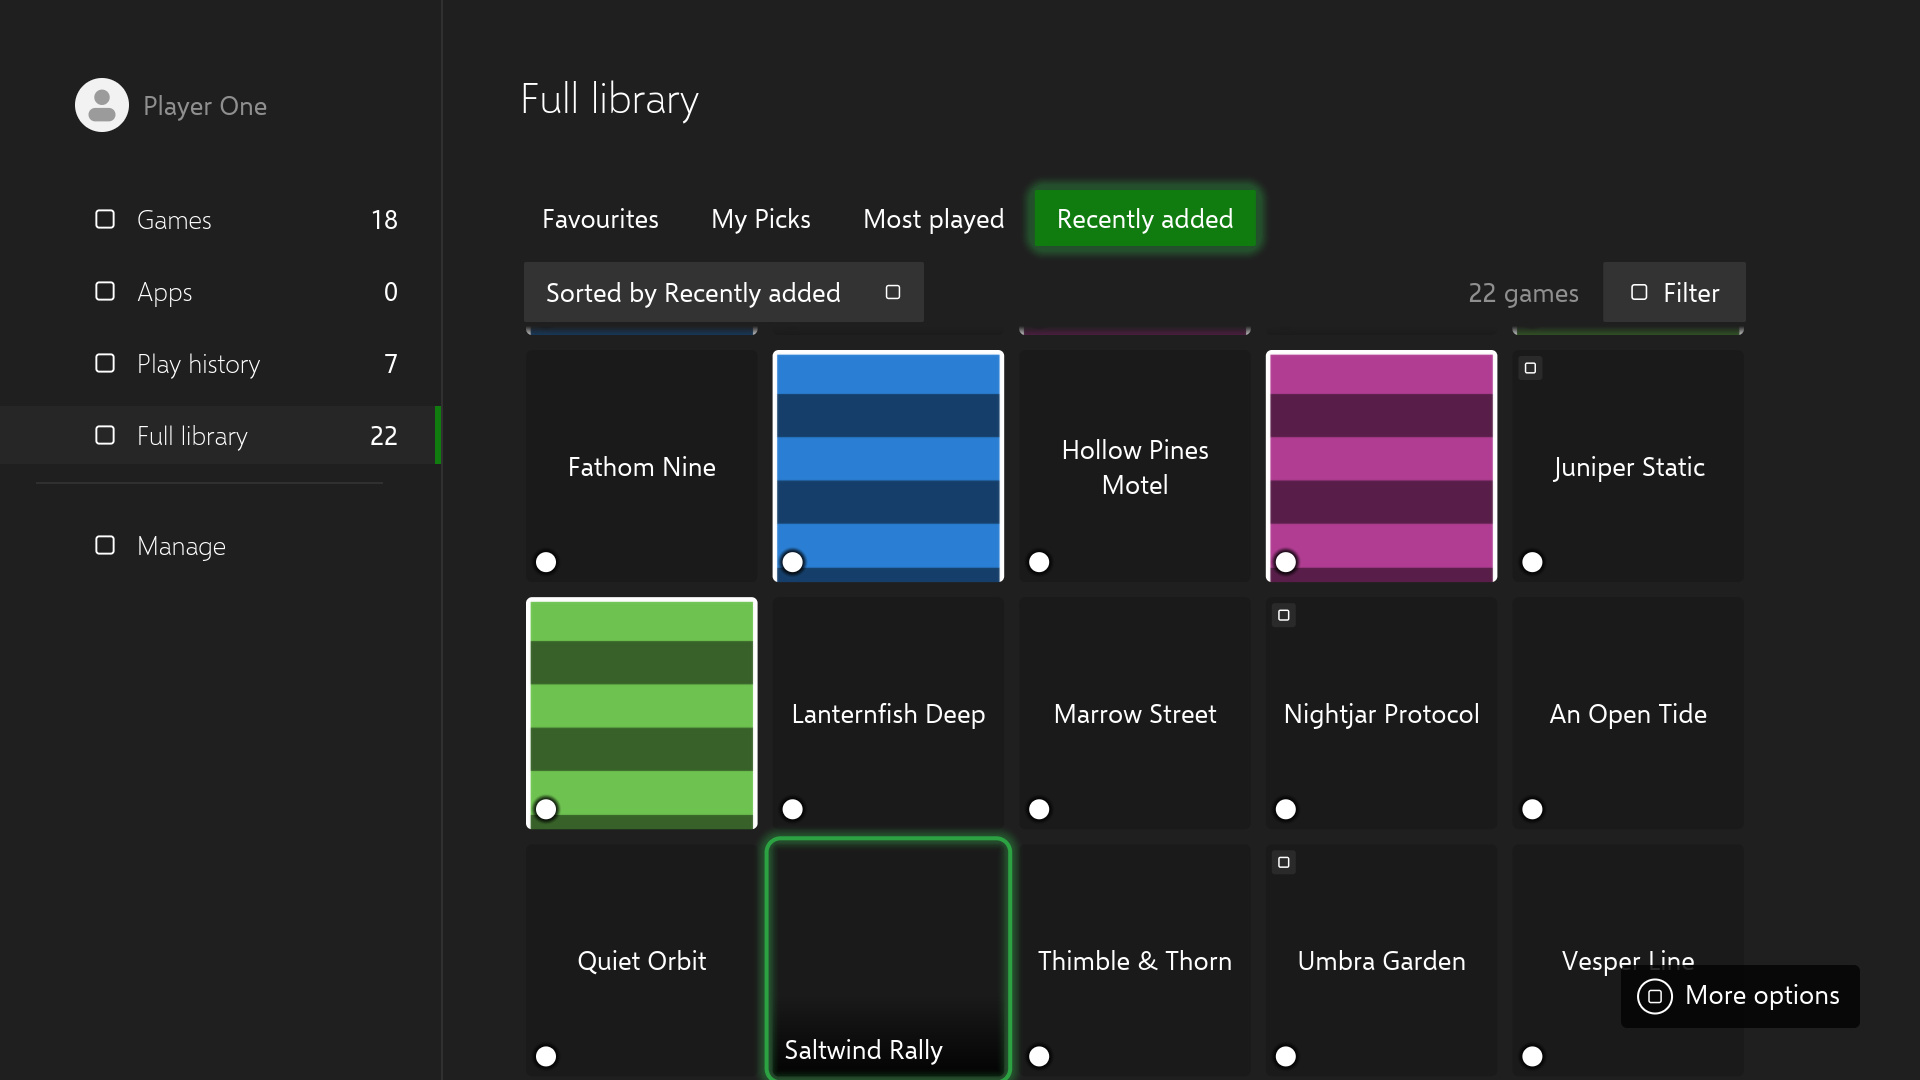 Player One
Games 18
Apps 0
Play history 7
Full library 22
Manage
Full library
Favourites My Picks Most played Recently added
Sorted by Recently added
22 games Filter
Fathom Nine
Hollow Pines
Motel
Juniper Static
Lanternfish Deep
Marrow Street
Nightjar Protocol
An Open Tide
Quiet Orbit
Saltwind Rally
Thimble & Thorn
Umbra Garden
Vesper Line
More options